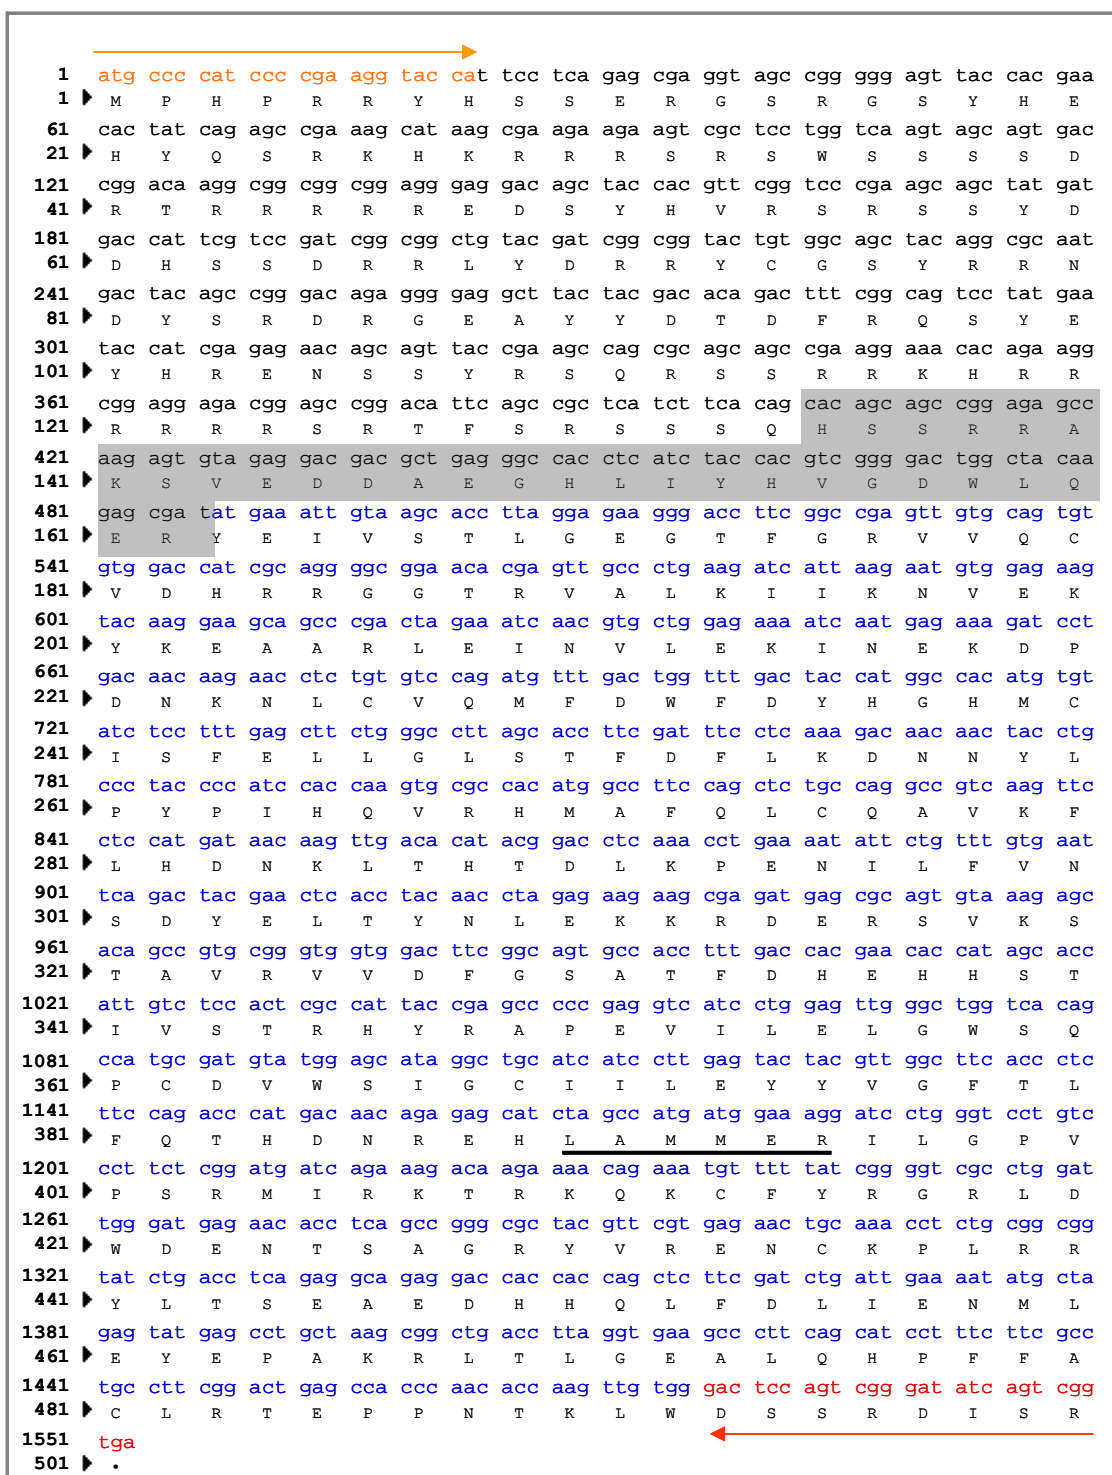 1 atg ccc cat ccc cga agg tac cat tcc tca gag cga ggt agc cgg ggg agt tac cac gaa
1 M P H P R R Y H S S E R G S R G S Y H E
61 cac tat cag agc cga aag cat aag cga aga aga agt cgc tcc tgg tca agt agc agt gac
21 H Y Q S R K H K R R R S R S W S S S S D
121 cgg aca agg cgg cgg cgg agg gag gac agc tac cac gtt cgg tcc cga agc agc tat gat
41 R T R R R R R E D S Y H V R S R S S Y D
181 gac cat tcg tcc gat cgg cgg ctg tac gat cgg cgg tac tgt ggc agc tac agg cgc aat
61 D H S S D R R L Y D R R Y C G S Y R R N
241 gac tac agc cgg gac aga ggg gag gct tac tac gac aca gac ttt cgg cag tcc tat gaa
81 D Y S R D R G E A Y Y D T D F R Q S Y E
301 tac cat cga gag aac agc agt tac cga agc cag cgc agc agc cga agg aaa cac aga agg
101 Y H R E N S S Y R S Q R S S R R K H R R
361 cgg agg aga cgg agc cgg aca ttc agc cgc tca tct tca cag cac agc agc cgg aga gcc
121 R R R R S R T F S R S S S Q H S S R R A
421 aag agt gta gag gac gac gct gag ggc cac ctc atc tac cac gtc ggg gac tgg cta caa
141 K S V E D D A E G H L I Y H V G D W L Q
481 gag cga tat gaa att gta agc acc tta gga gaa ggg acc ttc ggc cga gtt gtg cag tgt
161 E R Y E I V S T L G E G T F G R V V Q C
541 gtg gac cat cgc agg ggc gga aca cga gtt gcc ctg aag atc att aag aat gtg gag aag
181 V D H R R G G T R V A L K I I K N V E K
601 tac aag gaa gca gcc cga cta gaa atc aac gtg ctg gag aaa atc aat gag aaa gat cct
201 Y K E A A R L E I N V L E K I N E K D P
661 gac aac aag aac ctc tgt gtc cag atg ttt gac tgg ttt gac tac cat ggc cac atg tgt
221 D N K N L C V Q M F D W F D Y H G H M C
721 atc tcc ttt gag ctt ctg ggc ctt agc acc ttc gat ttc ctc aaa gac aac aac tac ctg
241 I S F E L L G L S T F D F L K D N N Y L
781 ccc tac ccc atc cac caa gtg cgc cac atg gcc ttc cag ctc tgc cag gcc gtc aag ttc
261 P Y P I H Q V R H M A F Q L C Q A V K F
841 ctc cat gat aac aag ttg aca cat acg gac ctc aaa cct gaa aat att ctg ttt gtg aat
281 L H D N K L T H T D L K P E N I L F V N
901 tca gac tac gaa ctc acc tac aac cta gag aag aag cga gat gag cgc agt gta aag agc
301 S D Y E L T Y N L E K K R D E R S V K S
961 aca gcc gtg cgg gtg gtg gac ttc ggc agt gcc acc ttt gac cac gaa cac cat agc acc
321 T A V R V V D F G S A T F D H E H H S T
1021 att gtc tcc act cgc cat tac cga gcc ccc gag gtc atc ctg gag ttg ggc tgg tca cag
341 I V S T R H Y R A P E V I L E L G W S Q
1081 cca tgc gat gta tgg agc ata ggc tgc atc atc ctt gag tac tac gtt ggc ttc acc ctc
361 P C D V W S I G C I I L E Y Y V G F T L
1141 ttc cag acc cat gac aac aga gag cat cta gcc atg atg gaa agg atc ctg ggt cct gtc
381 F Q T H D N R E H L A M M E R I L G P V
1201 cct tct cgg atg atc aga aag aca aga aaa cag aaa tgt ttt tat cgg ggt cgc ctg gat
401 P S R M I R K T R K Q K C F Y R G R L D
1261 tgg gat gag aac acc tca gcc ggg cgc tac gtt cgt gag aac tgc aaa cct ctg cgg cgg
421 W D E N T S A G R Y V R E N C K P L R R
1321 tat ctg acc tca gag gca gag gac cac cac cag ctc ttc gat ctg att gaa aat atg cta
441 Y L T S E A E D H H Q L F D L I E N M L
1381 gag tat gag cct gct aag cgg ctg acc tta ggt gaa gcc ctt cag cat cct ttc ttc gcc
461 E Y E P A K R L T L G E A L Q H P F F A
1441 tgc ctt cgg act gag cca ccc aac acc aag ttg tgg gac tcc agt cgg gat atc agt cgg
481 C L R T E P P N T K L W D S S R D I S R
1551 tga
501 .